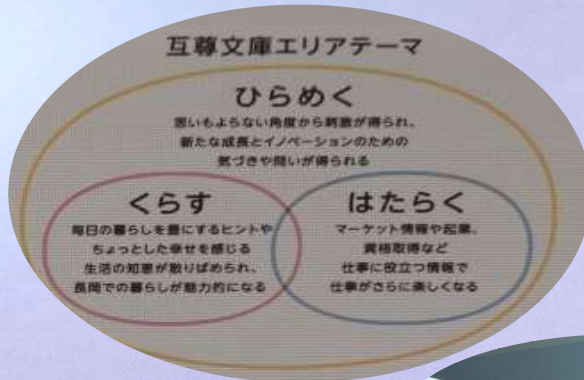 互尊文庫エリアテーマ
ひらめく
思いもよらない角度から刺激が得られ、
新たな成長とイノベーションのための
気づきや問いが得られる
くらす
毎日の暮らしを豊にするヒントや
ちょっとした幸せを感じる
生活の知恵が散りばめられ、
長岡での暮らしが魅力的になる
はたらく
マーケット情報や起業、
資格取得など
仕事に役立つ情報で
仕事がさらに楽しくなる